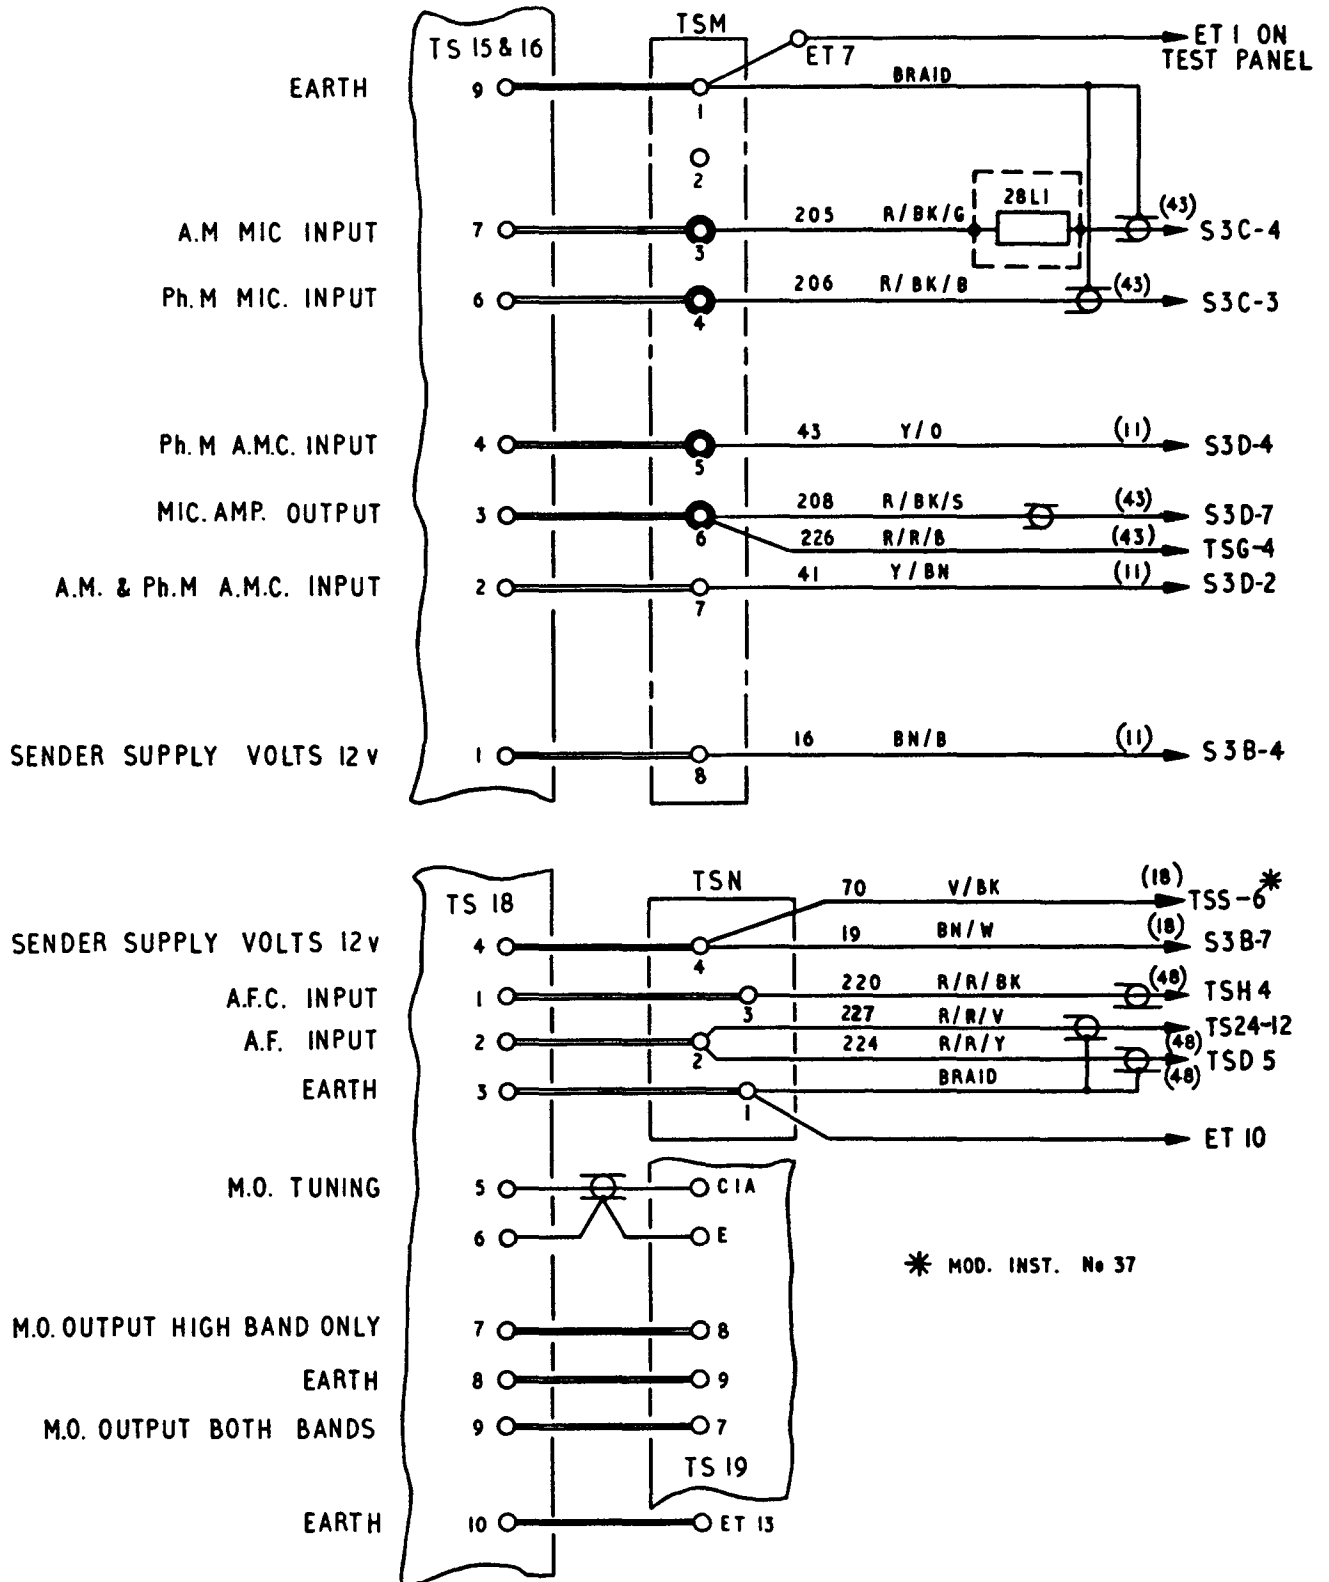 TS 15 & 16
TSM
ET 7
ET 1 ON
TEST PANEL
EARTH 9 1 BRAID
2
28L1
A.M MIC INPUT 7 3 205 R/BK/G (43) S3C-4
Ph.M MIC. INPUT 6 4 206 R/BK/B (43) S3C-3
Ph.M A.M.C. INPUT 4 5 43 Y/O (11) S3D-4
MIC. AMP. OUTPUT 3 6 208 R/BK/S (43) S3D-7
226 R/R/B (43) TSG-4
A.M. & Ph.M A.M.C. INPUT 2 7 41 Y/BN (11) S3D-2
SENDER SUPPLY VOLTS 12 V 1 8 16 BN/B (11) S3B-4
TS 18
TSN
70 V/BK (18) TSS-6*
SENDER SUPPLY VOLTS 12 V 4 4 19 BN/W (18) S3B-7
A.F.C. INPUT 1 3 220 R/R/BK (48) TSH 4
227 R/R/V (48) TS24-12
A.F. INPUT 2 2 224 R/R/Y (48) TSD 5
EARTH 3 1 BRAID
ET 10
M.O. TUNING 5 C1A
6 E
* MOD. INST. No 37
M.O. OUTPUT HIGH BAND ONLY 7 8
EARTH 8 9
M.O. OUTPUT BOTH BANDS 9 7
TS 19
EARTH 10 ET 13